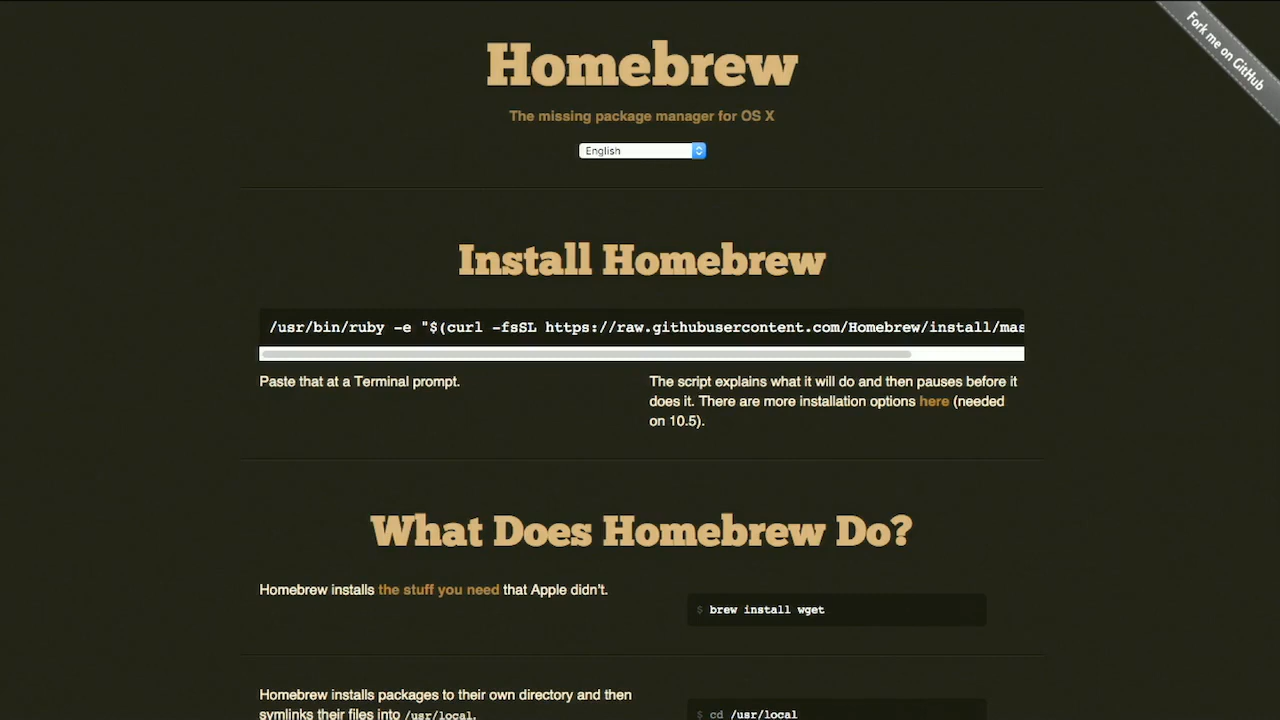 Fork me on GitHub
Homebrew
The missing package manager for OS X
English
Install Homebrew
/usr/bin/ruby -e "$(curl -fsSL https://raw.githubusercontent.com/Homebrew/install/mas
Paste that at a Terminal prompt.
The script explains what it will do and then pauses before it
does it. There are more installation options here (needed
on 10.5).
What Does Homebrew Do?
Homebrew installs the stuff you need that Apple didn't.
$ brew install wget
Homebrew installs packages to their own directory and then
symlinks their files into /usr/local.
$ cd /usr/local